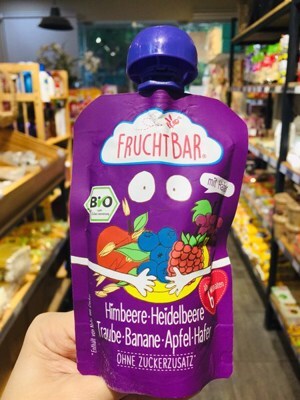 FRUCHTBAR®
mit Hafer
BIO
Himbeere·Heidelbeere
Traube·Banane·Apfel·Hafer
OHNE ZUCKERZUSATZ*